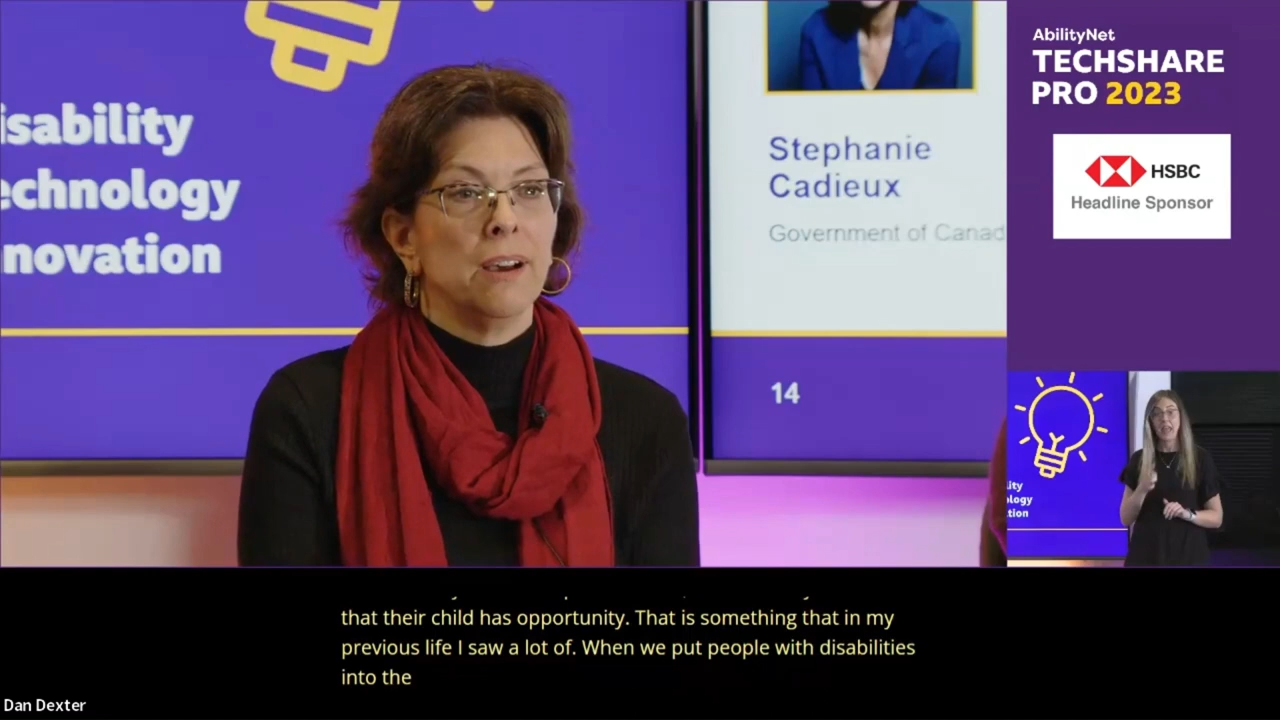 isability
echnology
novation
Stephanie
Cadieux
Government of Canad
14
AbilityNet
TECHSHARE
PRO 2023
HSBC
Headline Sponsor
ity
logy
tion
that their child has opportunity. That is something that in my
previous life I saw a lot of. When we put people with disabilities
into the
Dan Dexter